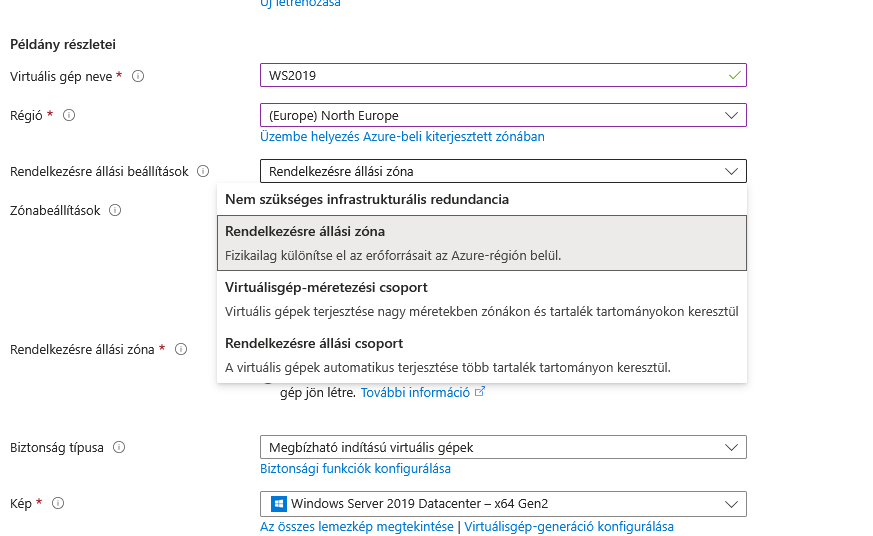 Új létrehozása
Példány részletei
Virtuális gép neve *
WS2019
Régió *
(Europe) North Europe
Üzembe helyezés Azure-beli kiterjesztett zónában
Rendelkezésre állási beállítások
Rendelkezésre állási zóna
Nem szükséges infrastrukturális redundancia
Zónabeállítások
Rendelkezésre állási zóna
Fizikailag különítse el az erőforrásait az Azure-régión belül.
Virtuálisgép-méretezési csoport
Virtuális gépek terjesztése nagy méretekben zónákon és tartalék tartományokon keresztül
Rendelkezésre állási csoport
Rendelkezésre állási zóna *
A virtuális gépek automatikus terjesztése több tartalék tartományon keresztül.
gép jön létre. További információ
Biztonság típusa
Megbízható indítású virtuális gépek
Biztonsági funkciók konfigurálása
Kép *
Windows Server 2019 Datacenter – x64 Gen2
Az összes lemezkép megtekintése | Virtuálisgép-generáció konfigurálása